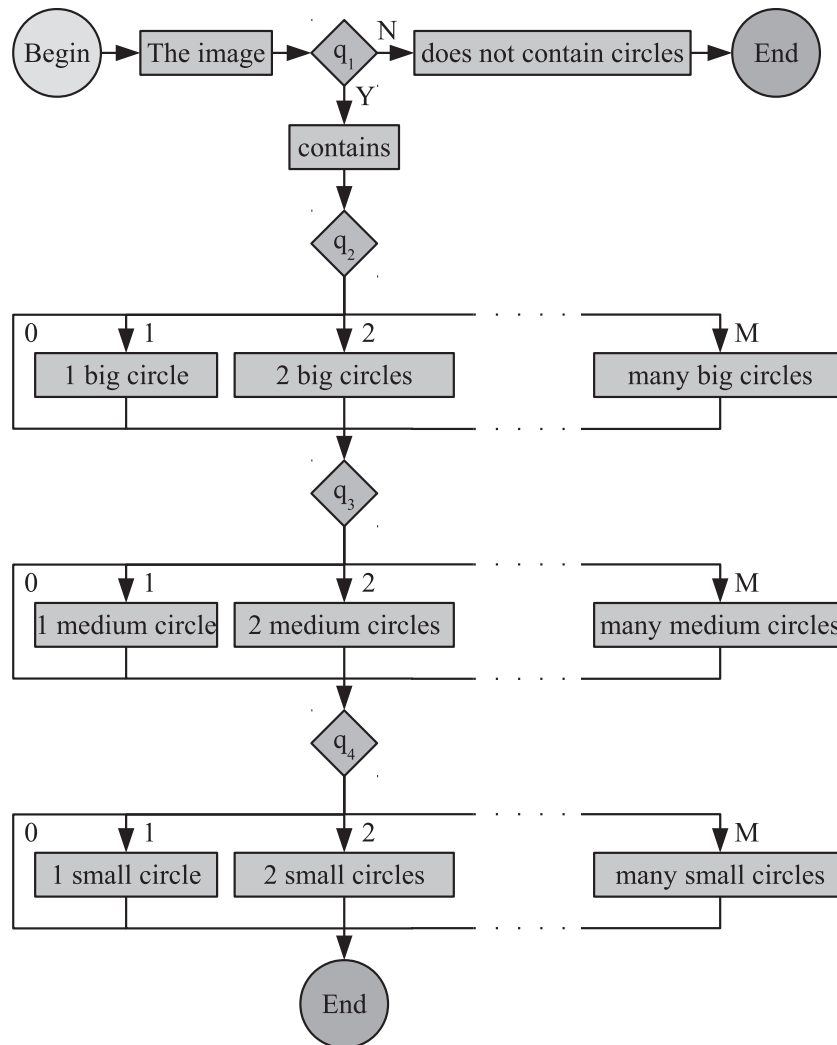 Begin
The image
q1
N
does not contain circles
End
Y
contains
q2
0
1
2
M
1 big circle
2 big circles
many big circles
q3
0
1
2
M
1 medium circle
2 medium circles
many medium circles
q4
0
1
2
M
1 small circle
2 small circles
many small circles
End